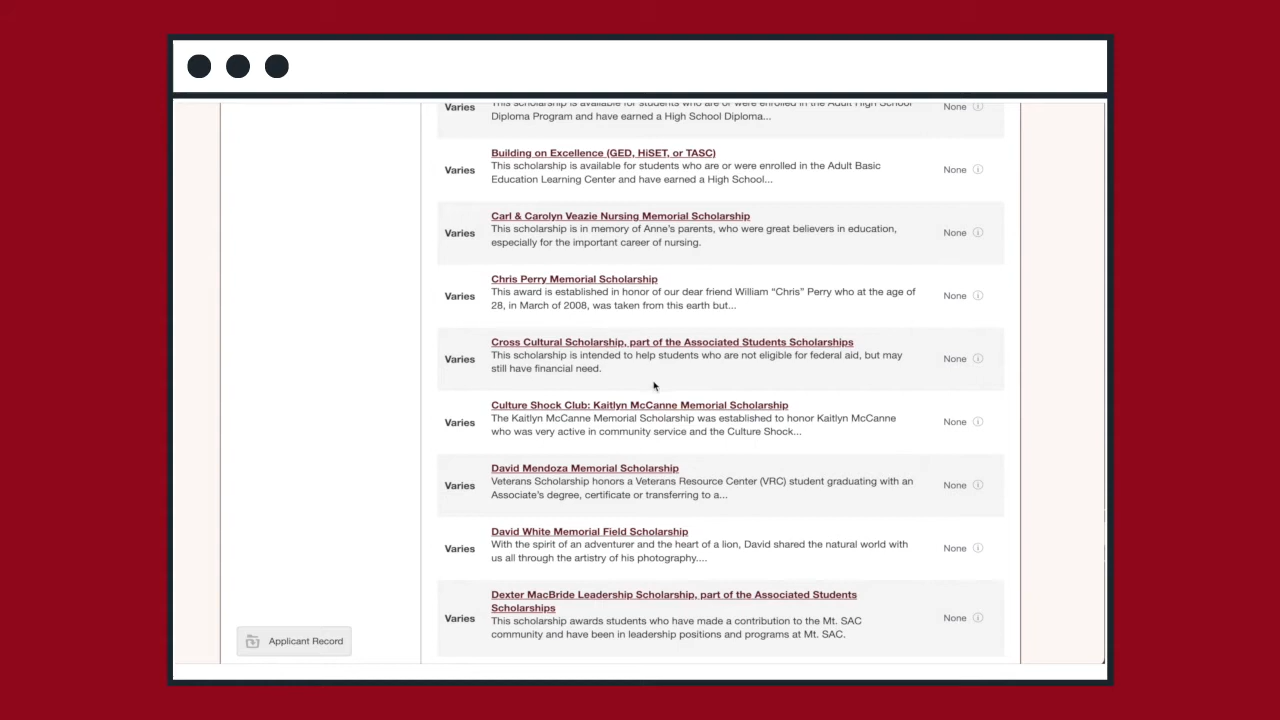 This scholarship is available for students who are or were enrolled in the Adult High School
Varies
Diploma Program and have earned a High School Diploma...
None
Building on Excellence (GED, HiSET, or TASC)
This scholarship is available for students who are or were enrolled in the Adult Basic
Varies
Education Learning Center and have earned a High School...
None
Carl & Carolyn Veazie Nursing Memorial Scholarship
This scholarship is in memory of Anne's parents, who were great believers in education,
Varies
especially for the important career of nursing.
None
Chris Perry Memorial Scholarship
This award is established in honor of our dear friend William “Chris” Perry who at the age of
Varies
28, in March of 2008, was taken from this earth but...
None
Cross Cultural Scholarship, part of the Associated Students Scholarships
This scholarship is intended to help students who are not eligible for federal aid, but may
Varies
still have financial need.
None
Culture Shock Club: Kaitlyn McCanne Memorial Scholarship
The Kaitlyn McCanne Memorial Scholarship was established to honor Kaitlyn McCanne
Varies
who was very active in community service and the Culture Shock...
None
David Mendoza Memorial Scholarship
Veterans Scholarship honors a Veterans Resource Center (VRC) student graduating with an
Varies
Associate's degree, certificate or transferring to a...
None
David White Memorial Field Scholarship
With the spirit of an adventurer and the heart of a lion, David shared the natural world with
Varies
us all through the artistry of his photography....
None
Dexter MacBride Leadership Scholarship, part of the Associated Students
Scholarships
Varies
This scholarship awards students who have made a contribution to the Mt. SAC
community and have been in leadership positions and programs at Mt. SAC.
None
Applicant Record